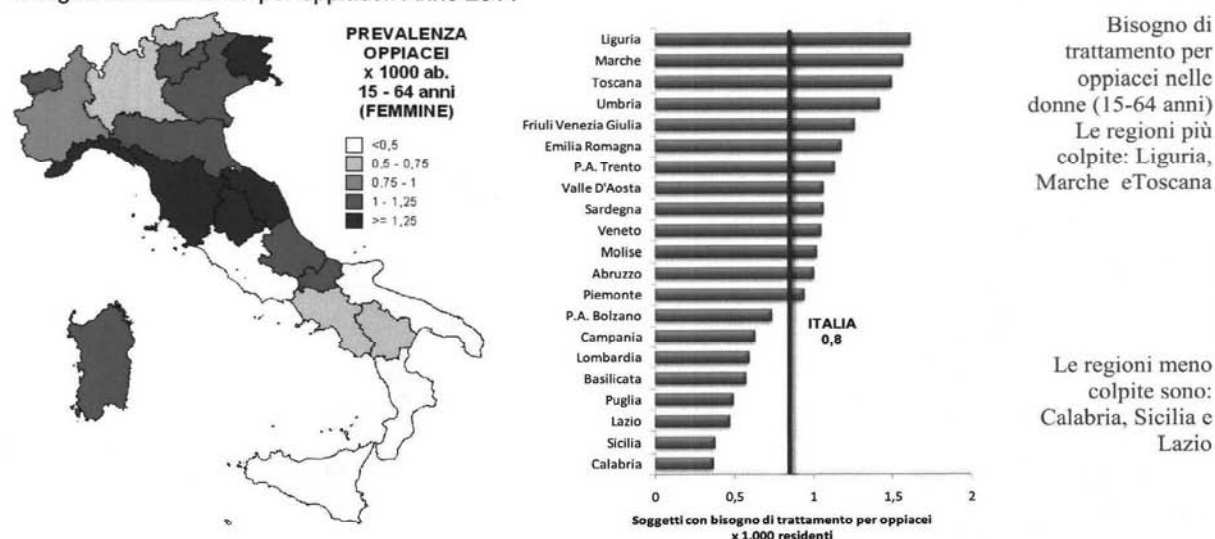 PREVALENZA
OPPIACEI
x 1000 ab.
15 - 64 anni
(FEMMINE)
<0,5
0,5 - 0,75
0,75 - 1
1 - 1,25
>= 1,25
Liguria
Marche
Toscana
Umbria
Friuli Venezia Giulia
Emilia Romagna
P.A. Trento
Valle D'Aosta
Sardegna
Veneto
Molise
Abruzzo
Piemonte
P.A. Bolzano
Campania
Lombardia
Basilicata
Puglia
Lazio
Sicilia
Calabria
ITALIA
0,8
0
0,5
1
1,5
2
Soggetti con bisogno di trattamento per oppiacei
x 1.000 residenti
Bisogno di
trattamento per
oppiacei nelle
donne (15-64 anni)
Le regioni più
colpite: Liguria,
Marche eToscana
Le regioni meno
colpite sono:
Calabria, Sicilia e
Lazio